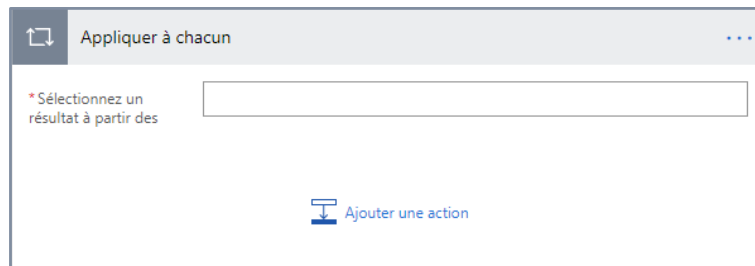 Appliquer à chacun
* Sélectionnez un
résultat à partir des
Ajouter une action